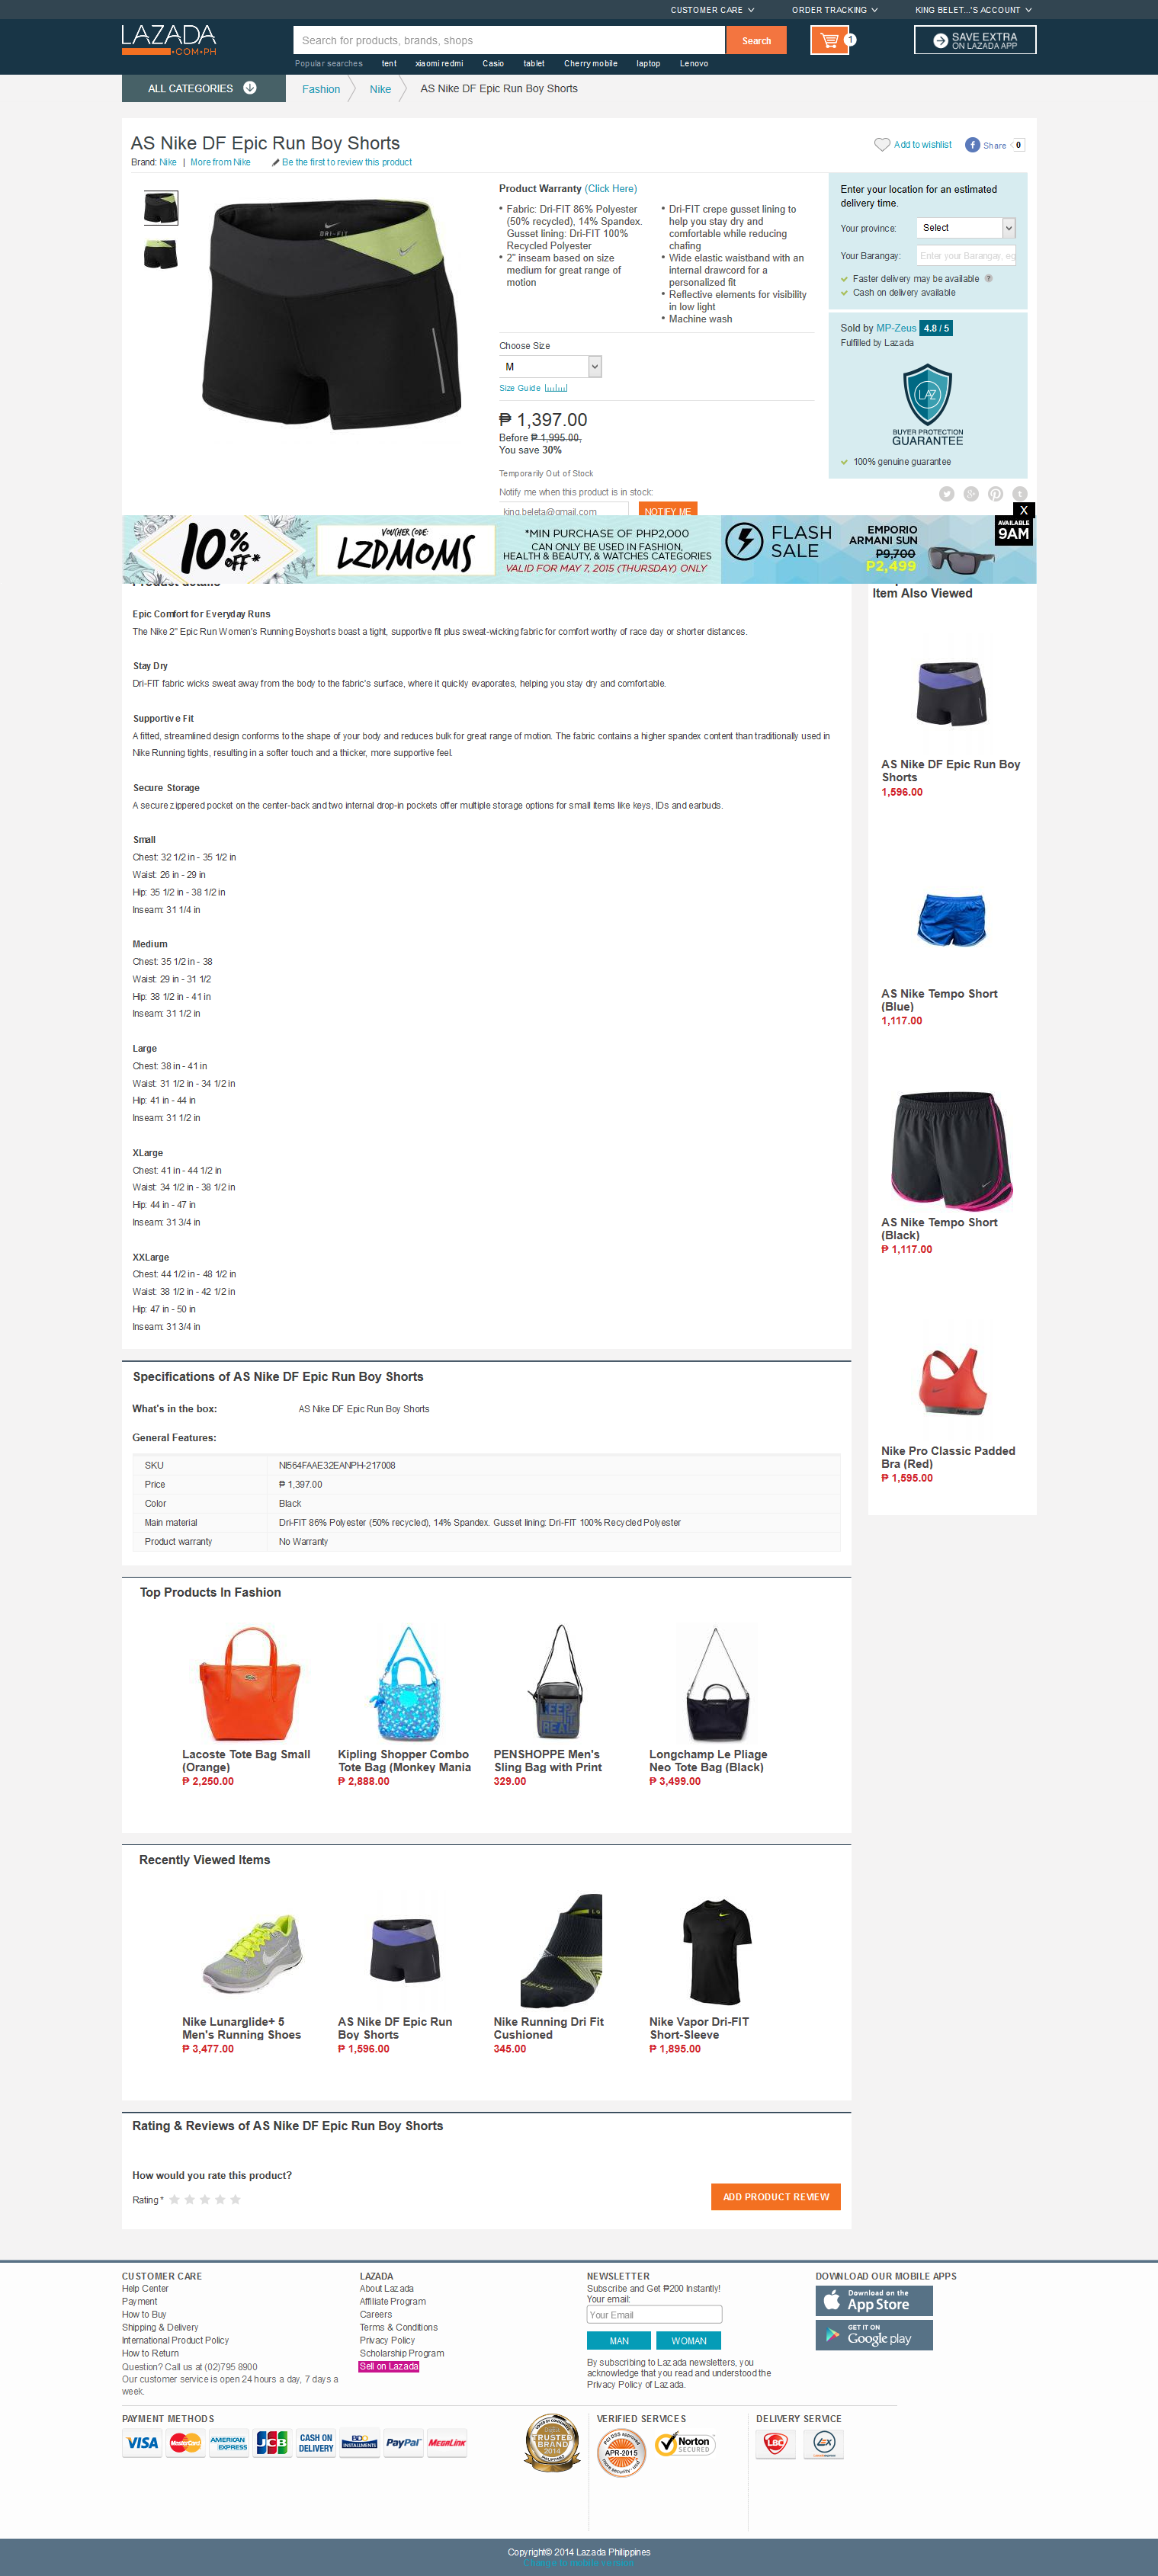 CUSTOMER CARE
ORDER TRACKING
KING BELET...'S ACCOUNT
LAZADA
.COM.PH
Search for products, brands, shops
Search
1
SAVE EXTRA
ON LAZADA APP
Popular searches tent xiaomi redmi Casio tablet Cherry mobile laptop Lenovo
ALL CATEGORIES
Fashion
Nike
AS Nike DF Epic Run Boy Shorts
AS Nike DF Epic Run Boy Shorts
Brand: Nike | More from Nike
Be the first to review this product
Add to wishlist
Share
0
DRI-FIT
Product Warranty (Click Here)
• Fabric: Dri-FIT 86% Polyester
(50% recycled), 14% Spandex.
Gusset lining: Dri-FIT 100%
Recycled Polyester
• 2" inseam based on size
medium for great range of
motion
• Dri-FIT crepe gusset lining to
help you stay dry and
comfortable while reducing
chafing
• Wide elastic waistband with an
internal drawcord for a
personalized fit
• Reflective elements for visibility
in low light
• Machine wash
Choose Size
M
Size Guide
₱ 1,397.00
Before ₱ 1,995.00,
You save 30%
Temporarily Out of Stock
Notify me when this product is in stock:
king.beleta@gmail.com
NOTIFY ME
Enter your location for an estimated
delivery time.
Your province:
Select
Your Barangay:
Enter your Barangay, eg
Faster delivery may be available ?
Cash on delivery available
Sold by MP-Zeus 4.8 / 5
Fulfilled by Lazada
LAZ
BUYER PROTECTION
GUARANTEE
100% genuine guarantee
X
10%
OFF*
VOUCHER CODE:
LZDMOMS
*MIN PURCHASE OF PHP2,000
CAN ONLY BE USED IN FASHION,
HEALTH & BEAUTY, & WATCHES CATEGORIES
VALID FOR MAY 7, 2015 (THURSDAY) ONLY
FLASH
SALE
EMPORIO
ARMANI SUN
P9,700
P2,499
AVAILABLE
9AM
Product details
Epic Comfort for Everyday Runs
The Nike 2" Epic Run Women's Running Boyshorts boast a tight, supportive fit plus sweat-wicking fabric for comfort worthy of race day or shorter distances.
Stay Dry
Dri-FIT fabric wicks sweat away from the body to the fabric's surface, where it quickly evaporates, helping you stay dry and comfortable.
Supportive Fit
A fitted, streamlined design conforms to the shape of your body and reduces bulk for great range of motion. The fabric contains a higher spandex content than traditionally used in
Nike Running tights, resulting in a softer touch and a thicker, more supportive feel.
Secure Storage
A secure zippered pocket on the center-back and two internal drop-in pockets offer multiple storage options for small items like keys, IDs and earbuds.
Small
Chest: 32 1/2 in - 35 1/2 in
Waist: 26 in - 29 in
Hip: 35 1/2 in - 38 1/2 in
Inseam: 31 1/4 in
Medium
Chest: 35 1/2 in - 38
Waist: 29 in - 31 1/2
Hip: 38 1/2 in - 41 in
Inseam: 31 1/2 in
Large
Chest: 38 in - 41 in
Waist: 31 1/2 in - 34 1/2 in
Hip: 41 in - 44 in
Inseam: 31 1/2 in
XLarge
Chest: 41 in - 44 1/2 in
Waist: 34 1/2 in - 38 1/2 in
Hip: 44 in - 47 in
Inseam: 31 3/4 in
XXLarge
Chest: 44 1/2 in - 48 1/2 in
Waist: 38 1/2 in - 42 1/2 in
Hip: 47 in - 50 in
Inseam: 31 3/4 in
Item Also Viewed
AS Nike DF Epic Run Boy
Shorts
1,596.00
AS Nike Tempo Short
(Blue)
1,117.00
AS Nike Tempo Short
(Black)
₱ 1,117.00
Nike Pro Classic Padded
Bra (Red)
₱ 1,595.00
Specifications of AS Nike DF Epic Run Boy Shorts
What's in the box: AS Nike DF Epic Run Boy Shorts
General Features:
SKU NI564FAAE32EANPH-217008
Price ₱ 1,397.00
Color Black
Main material Dri-FIT 86% Polyester (50% recycled), 14% Spandex. Gusset lining: Dri-FIT 100% Recycled Polyester
Product warranty No Warranty
Top Products In Fashion
KEEP
REAL
Lacoste Tote Bag Small
(Orange)
₱ 2,250.00
Kipling Shopper Combo
Tote Bag (Monkey Mania
₱ 2,888.00
PENSHOPPE Men's
Sling Bag with Print
329.00
Longchamp Le Pliage
Neo Tote Bag (Black)
₱ 3,499.00
Recently Viewed Items
DRI-FIT
Nike Lunarglide+ 5
Men's Running Shoes
₱ 3,477.00
AS Nike DF Epic Run
Boy Shorts
₱ 1,596.00
Nike Running Dri Fit
Cushioned
345.00
Nike Vapor Dri-FIT
Short-Sleeve
₱ 1,895.00
Rating & Reviews of AS Nike DF Epic Run Boy Shorts
How would you rate this product?
Rating *
ADD PRODUCT REVIEW
CUSTOMER CARE
Help Center
Payment
How to Buy
Shipping & Delivery
International Product Policy
How to Return
Question? Call us at (02)795 8900
Our customer service is open 24 hours a day, 7 days a
week.
LAZADA
About Lazada
Affiliate Program
Careers
Terms & Conditions
Privacy Policy
Scholarship Program
Sell on Lazada
NEWSLETTER
Subscribe and Get ₱200 Instantly!
Your email:
Your Email
MAN
WOMAN
By subscribing to Lazada newsletters, you
acknowledge that you read and understood the
Privacy Policy of Lazada.
DOWNLOAD OUR MOBILE APPS
Download on the
App Store
GET IT ON
Google play
PAYMENT METHODS
VISA
MasterCard
AMERICAN
EXPRESS
JCB
CASH ON
DELIVERY
BDO
INSTALLMENTS
PayPal
MEGALINK
TRUSTED
BRAND
2014
VERIFIED SERVICES
APR-2015
Norton
SECURED
DELIVERY SERVICE
LBC
LEX
Copyright© 2014 Lazada Philippines
Change to mobile version